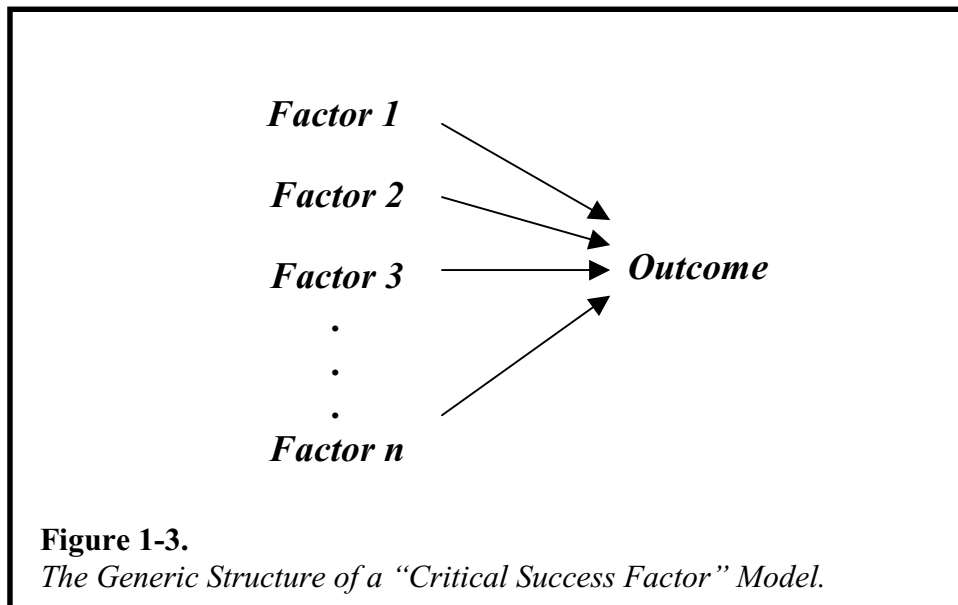 Factor 1
Factor 2
Factor 3
Outcome
.
.
.
Factor n
Figure 1-3.
The Generic Structure of a “Critical Success Factor” Model.